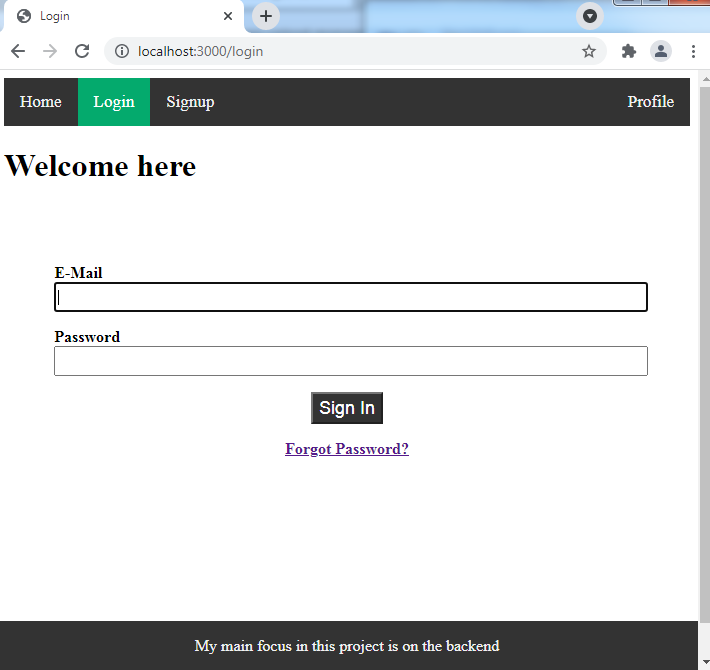 Login
localhost:3000/login
Home Login Signup Profile
Welcome here
E-Mail
Password
Sign In
Forgot Password?
My main focus in this project is on the backend